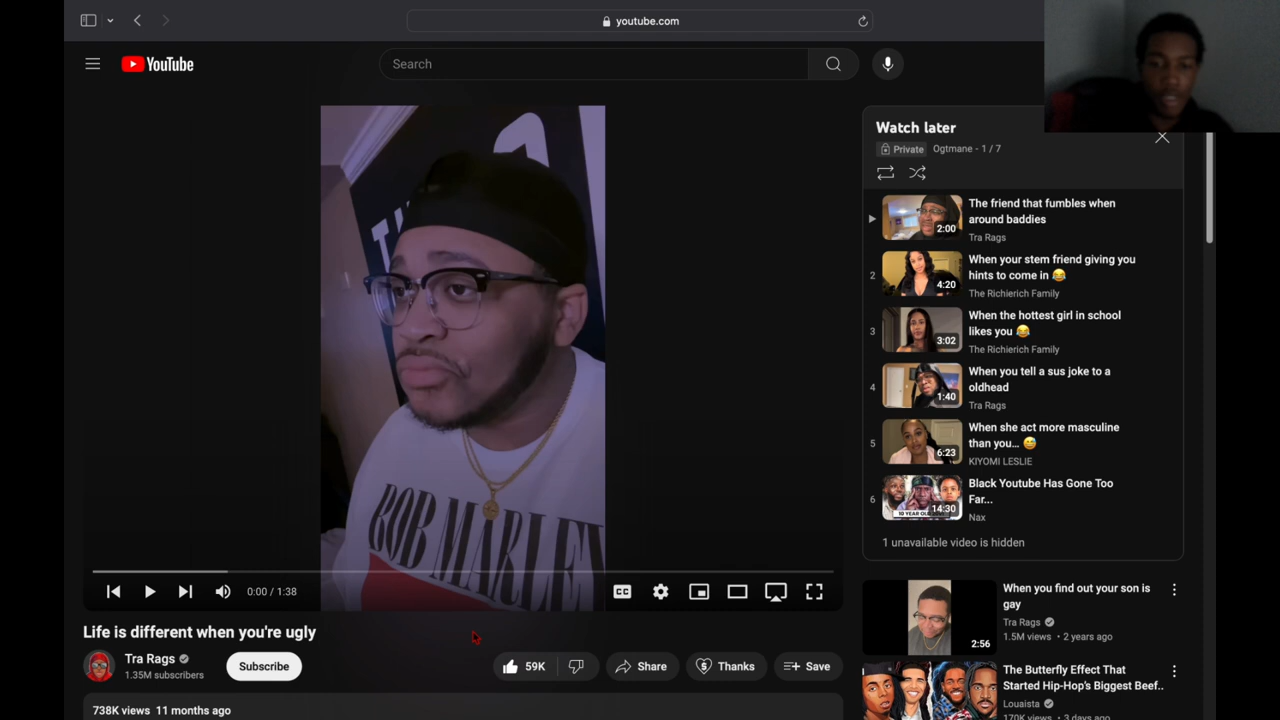 youtube.com
YouTube
Search
Watch later
Private
Ogtmane - 1 / 7
The friend that fumbles when
around baddies
Tra Rags
2:00
2
When your stem friend giving you
hints to come in 😂
The Richierich Family
4:20
3
When the hottest girl in school
likes you 😂
The Richierich Family
3:02
4
When you tell a sus joke to a
oldhead
Tra Rags
1:40
5
When she act more masculine
than you... 😅
KIYOMI LESLIE
6:23
6
Black Youtube Has Gone Too
Far...
Nax
14:30
1 unavailable video is hidden
BOB MARLEY
0:00 / 1:38
CC
Life is different when you're ugly
Tra Rags
1.35M subscribers
Subscribe
59K
Share
Thanks
Save
738K views 11 months ago
When you find out your son is
gay
Tra Rags
1.5M views • 2 years ago
2:56
The Butterfly Effect That
Started Hip-Hop's Biggest Beef..
Louaista
170K views • 3 days ago